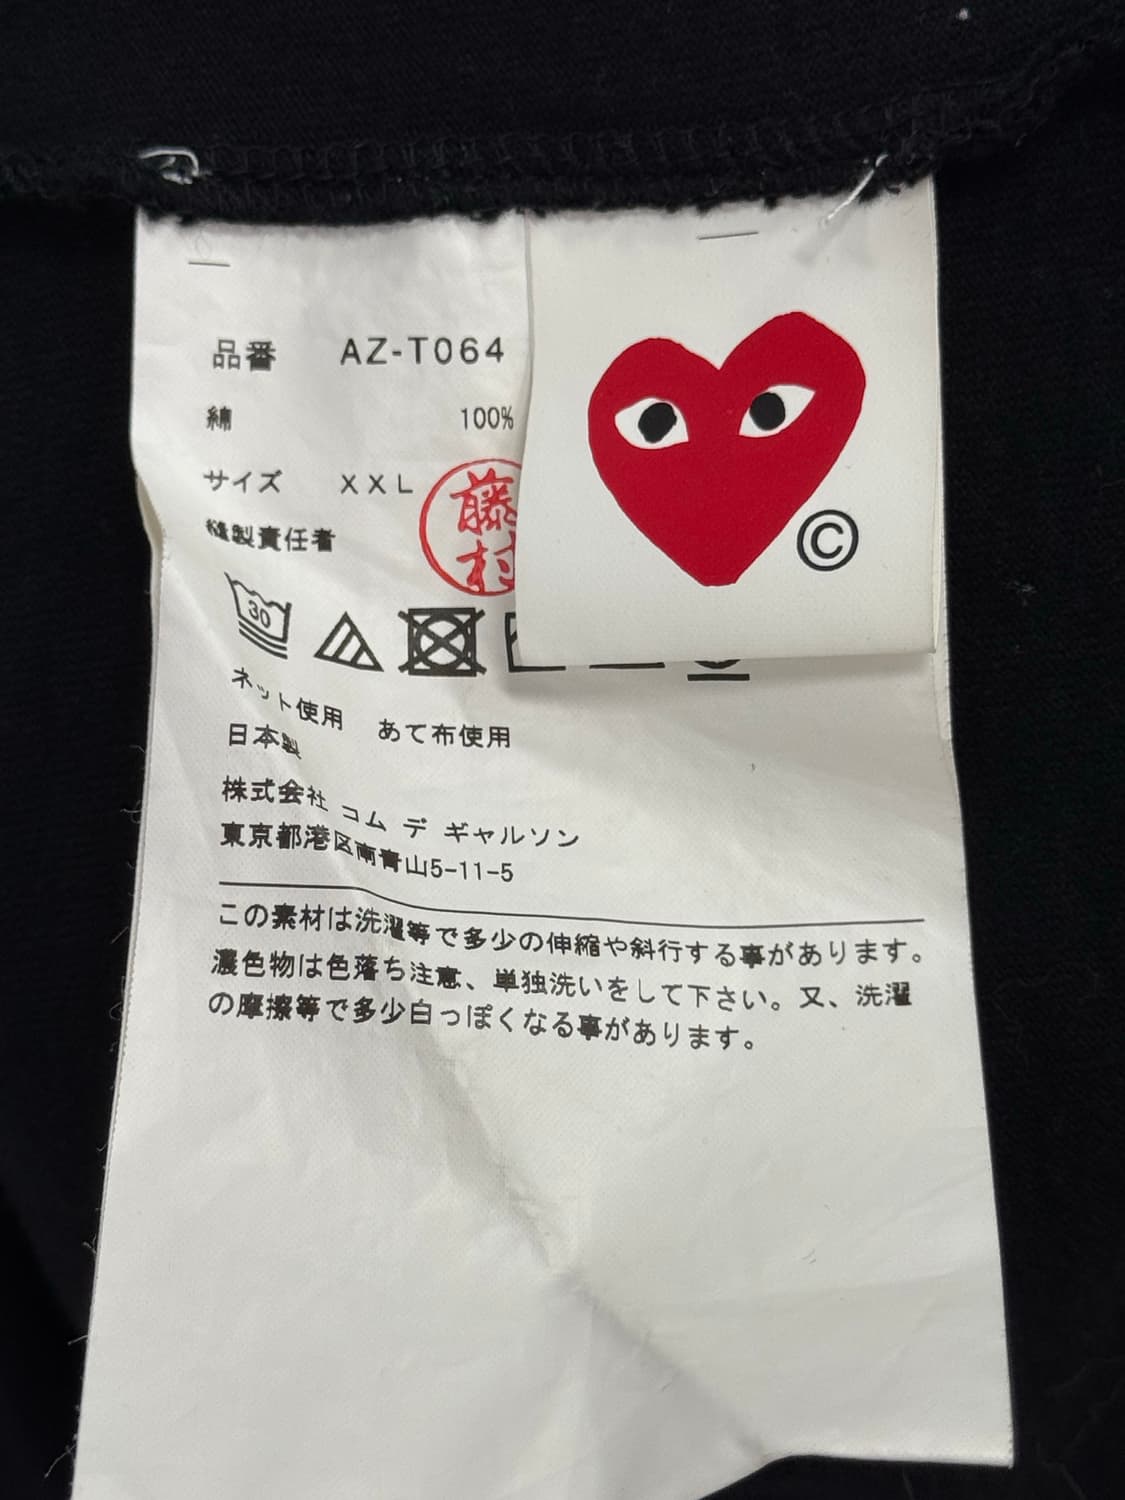 品番 AZ-T064
綿 100%
サイズ XXL
縫製責任者
藤村
30
©
ネット使用 あて布使用
日本製
株式会社 コム デ ギャルソン
東京都港区南青山5-11-5
この素材は洗濯等で多少の伸縮や斜行する事があります。
濃色物は色落ち注意、単独洗いをして下さい。又、洗濯
の摩擦等で多少白っぽくなる事があります。